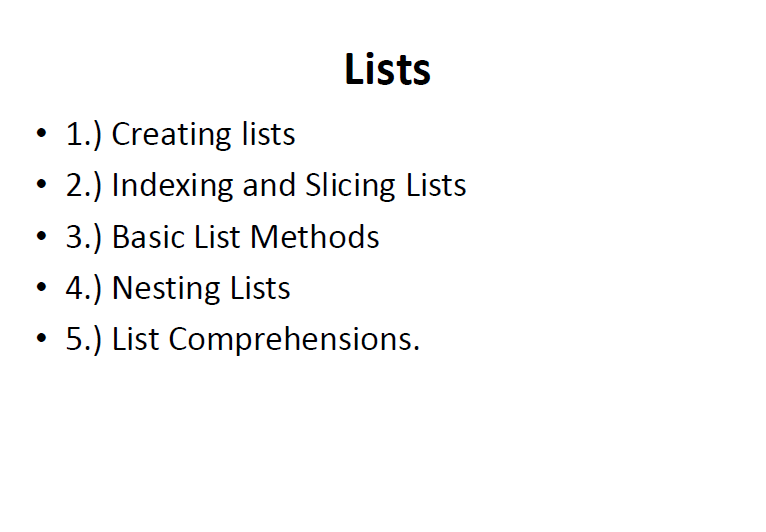 Lists
• 1.) Creating lists
• 2.) Indexing and Slicing Lists
• 3.) Basic List Methods
• 4.) Nesting Lists
• 5.) List Comprehensions.